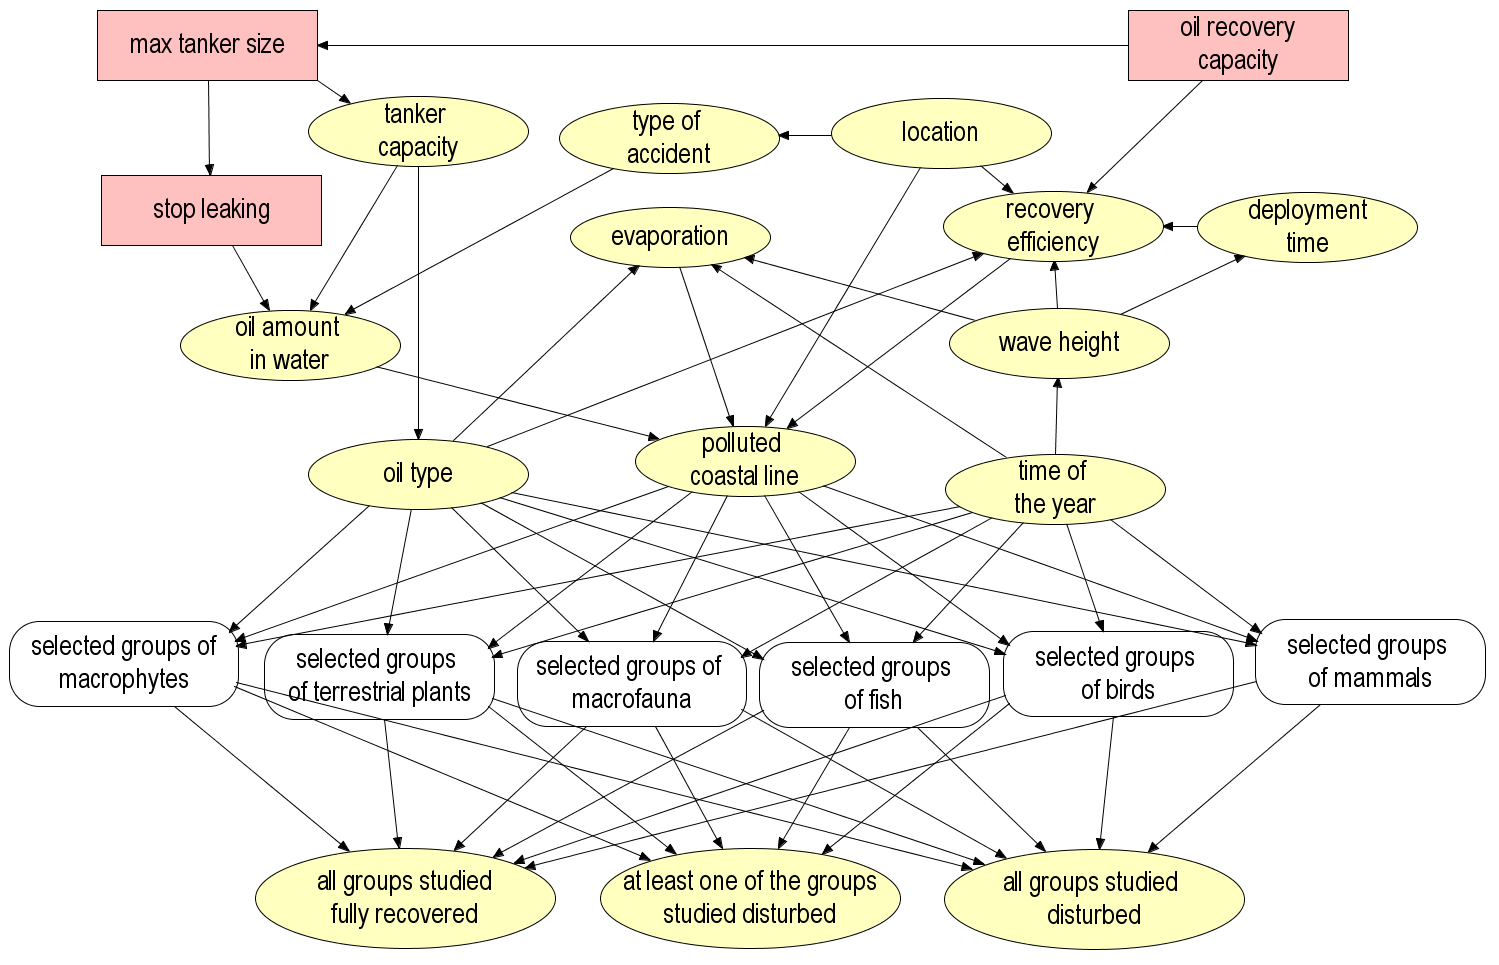 max tanker size
oil recovery
capacity
tanker
capacity
type of
accident
location
stop leaking
evaporation
recovery
efficiency
deployment
time
oil amount
in water
wave height
oil type
polluted
coastal line
time of
the year
selected groups of
macrophytes
selected groups
of terrestrial plants
selected groups of
macrofauna
selected groups
of fish
selected groups
of birds
selected groups
of mammals
all groups studied
fully recovered
at least one of the groups
studied disturbed
all groups studied
disturbed